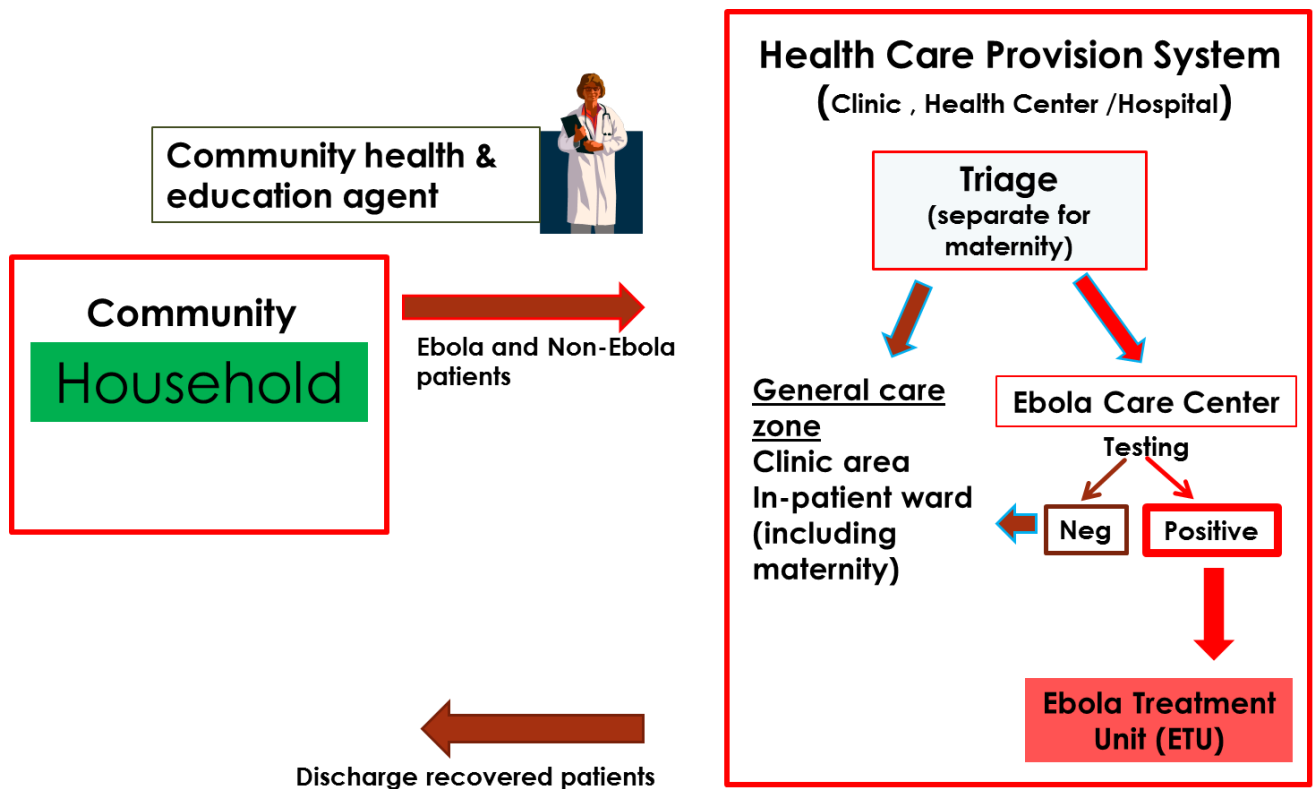 Health Care Provision System
(Clinic , Health Center /Hospital)
Community health &
education agent
Triage
(separate for
maternity)
Community
Household
Ebola and Non-Ebola
patients
General care
zone
Clinic area
In-patient ward
(including
maternity)
Ebola Care Center
Testing
Neg
Positive
Ebola Treatment
Unit (ETU)
Discharge recovered patients